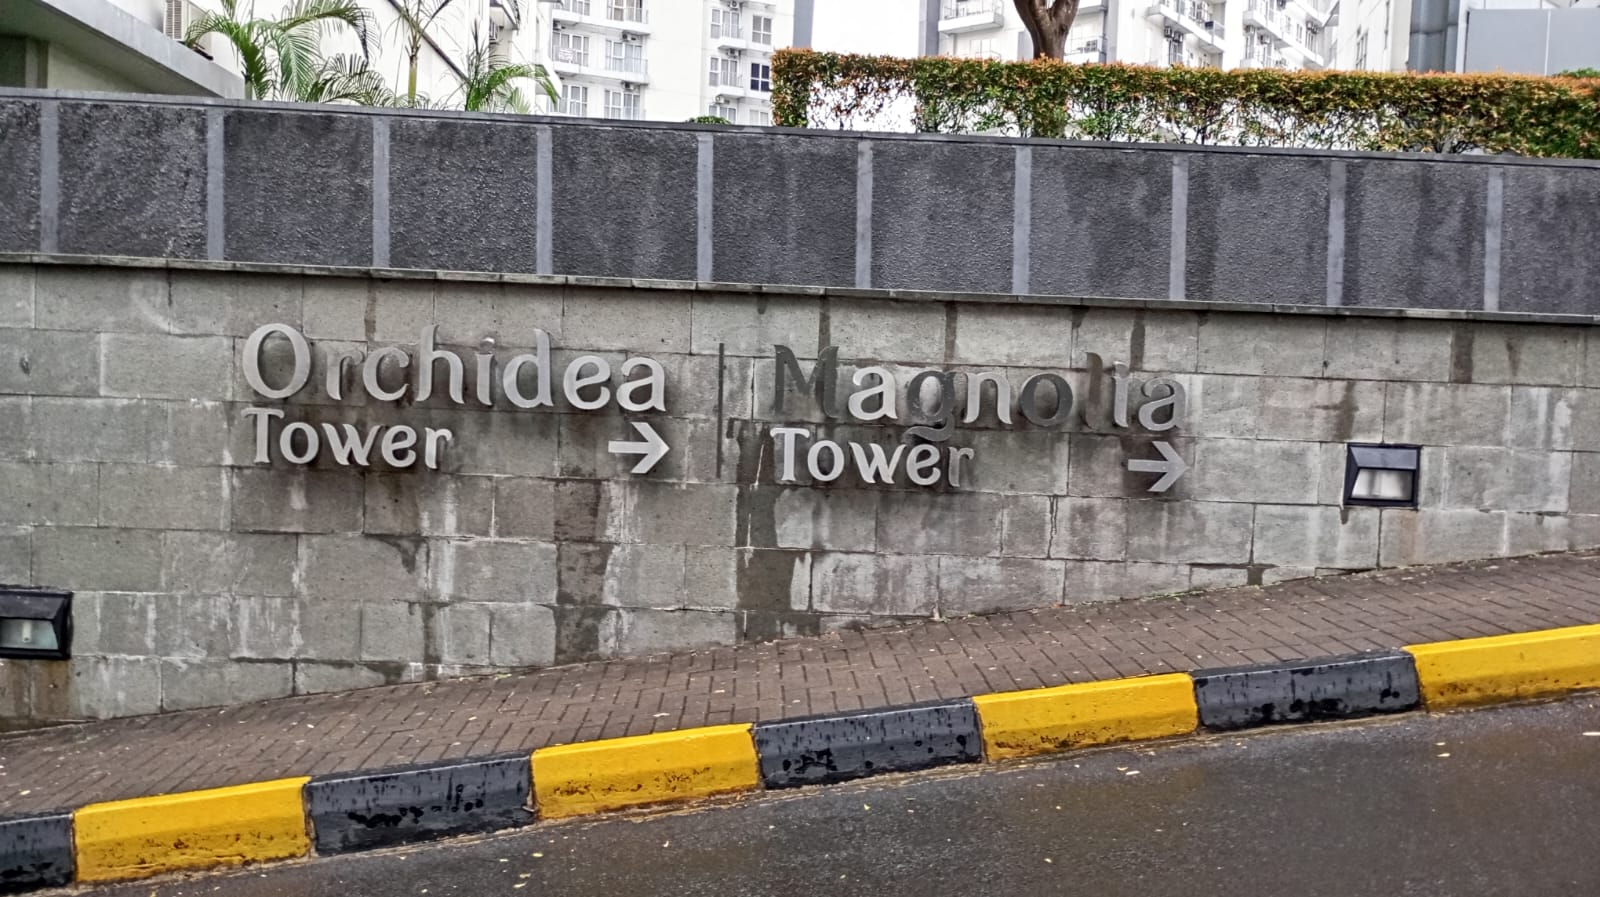 Orchidea
Tower →
Magnolia
Tower →